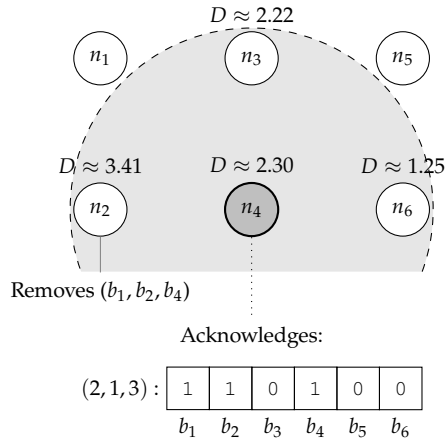 D ≈ 2.22
n₁ n₃ n₅
D ≈ 3.41 D ≈ 2.30 D ≈ 1.25
n₂ n₄ n₆
Removes (b₁, b₂, b₄)
Acknowledges:
(2, 1, 3) : 1 1 0 1 0 0
b₁ b₂ b₃ b₄ b₅ b₆